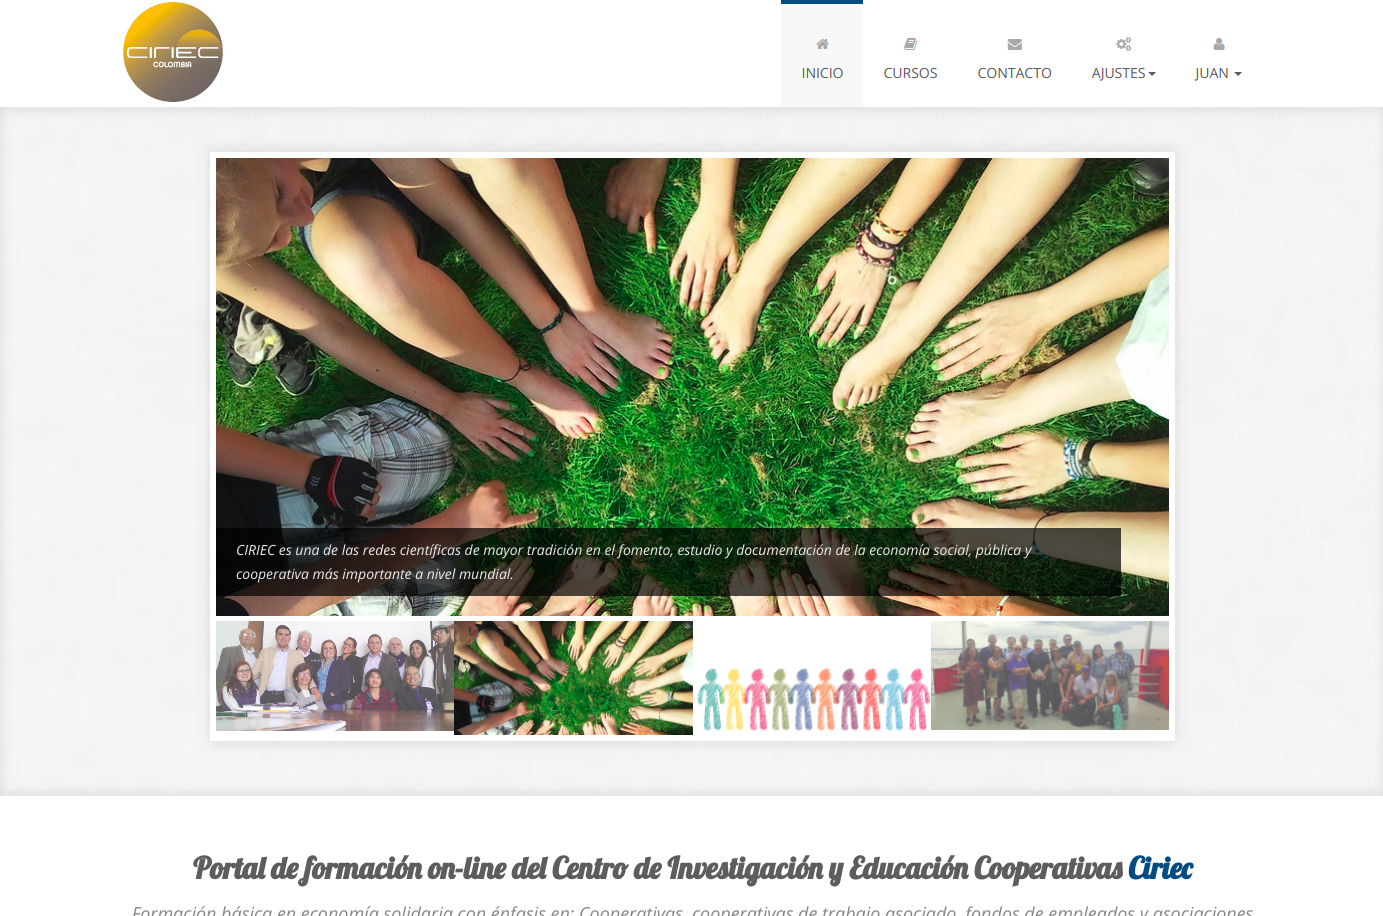 CIRIEC
COLOMBIA
INICIO
CURSOS
CONTACTO
AJUSTES
JUAN
CIRIEC es una de las redes científicas de mayor tradición en el fomento, estudio y documentación de la economía social, pública y
cooperativa más importante a nivel mundial.
Portal de formación on-line del Centro de Investigación y Educación Cooperativas Ciriec
Formación básica en economía solidaria con énfasis en: Cooperativas, cooperativas de trabajo asociado, fondos de empleados y asociaciones